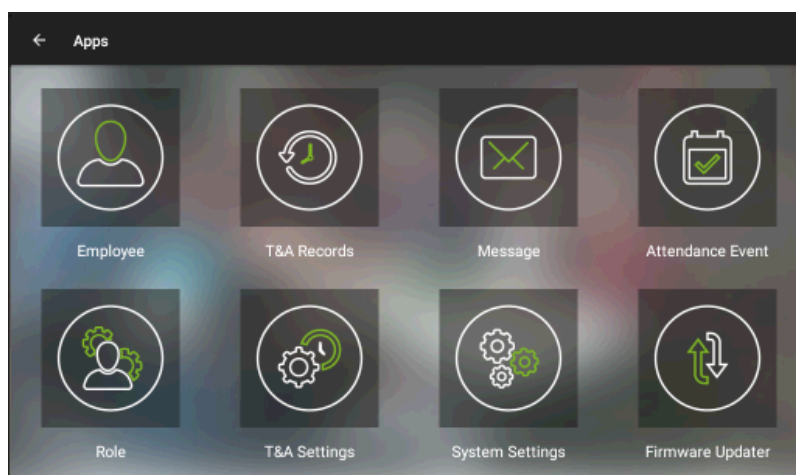 Apps
Employee
T&A Records
Message
Attendance Event
Role
T&A Settings
System Settings
Firmware Updater